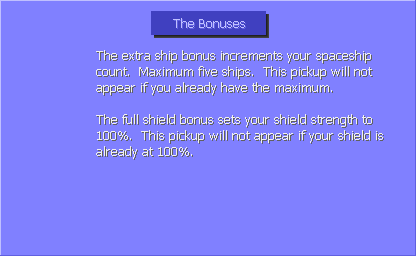 The Bonuses
The extra ship bonus increments your spaceship
count.  Maximum five ships.  This pickup will not
appear if you already have the maximum.
The full shield bonus sets your shield strength to
100%.  This pickup will not appear if your shield is
already at 100%.